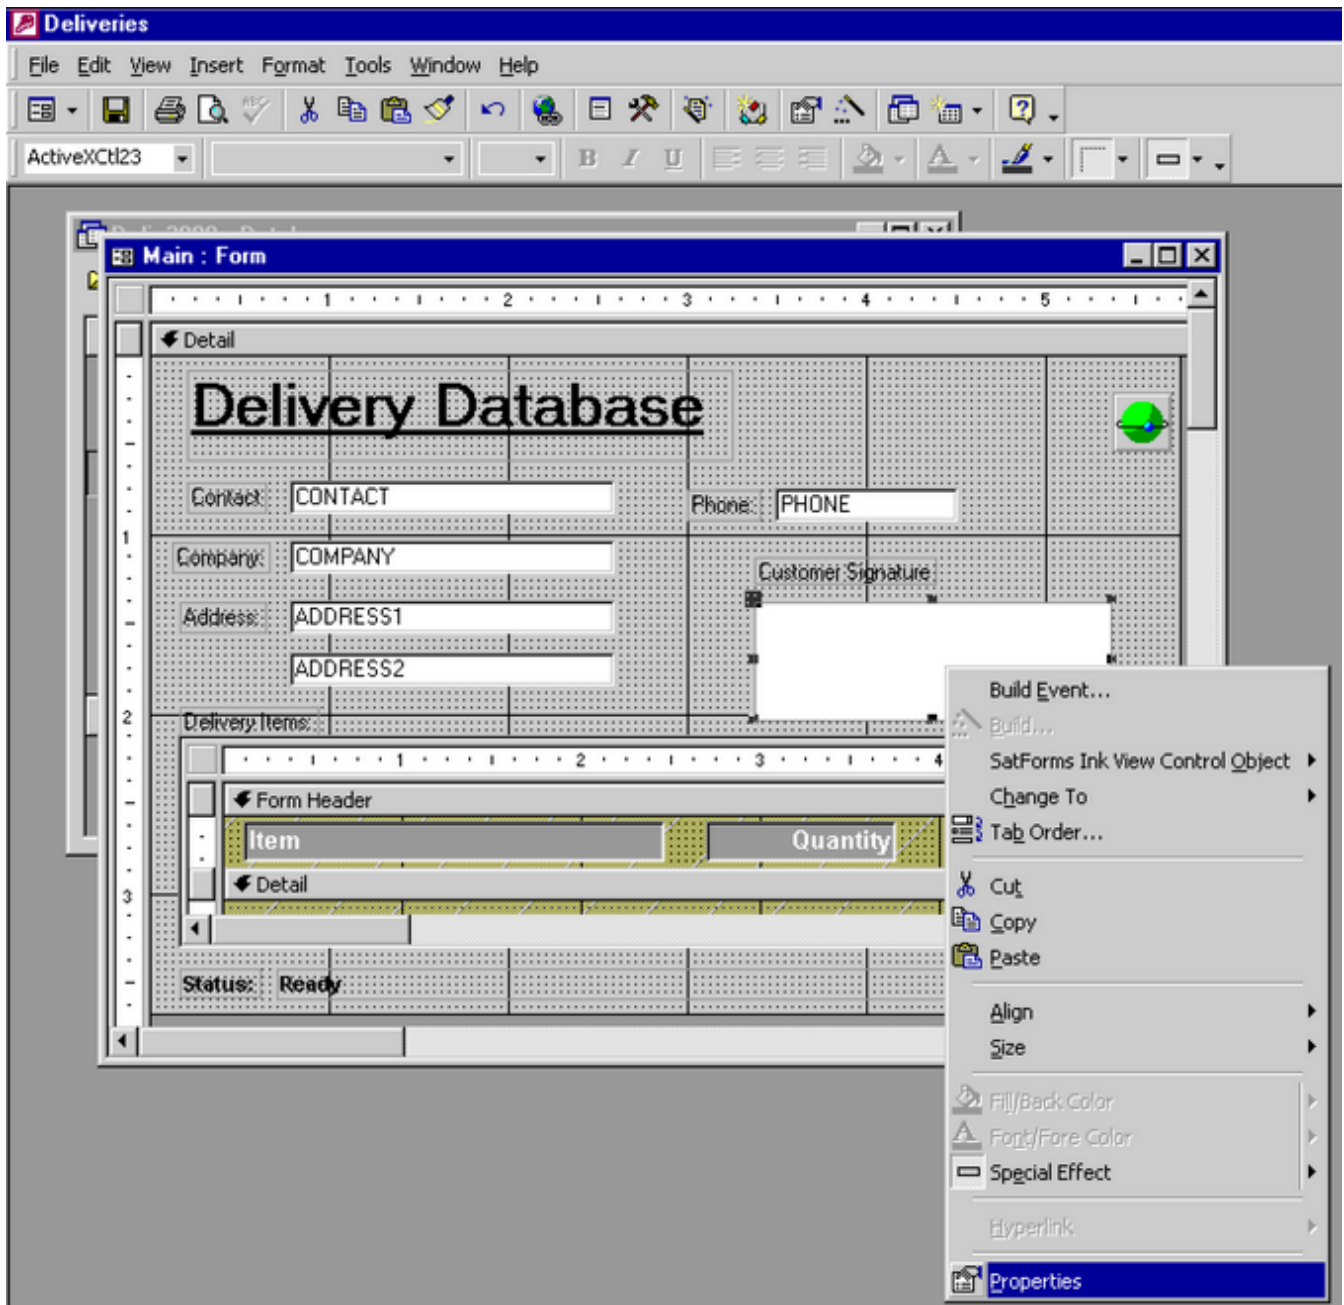 Deliveries
File Edit View Insert Format Tools Window Help
ActiveXCtl23 B I U
Main : Form
1 2 3 4 5
Detail
Delivery Database
Contact: CONTACT Phone: PHONE
1
Company: COMPANY
Customer Signature
Address: ADDRESS1
ADDRESS2
2
Delivery Items:
1 2 3 4
Form Header
Item Quantity
Detail
3
Status: Ready
Build Event...
Build...
SatForms Ink View Control Object
Change To
Tab Order...
Cut
Copy
Paste
Align
Size
Fill/Back Color
Font/Fore Color
Special Effect
Hyperlink
Properties